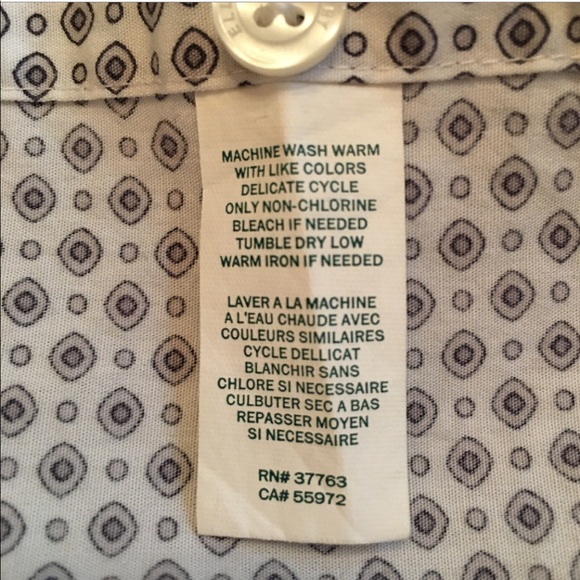 MACHINE WASH WARM
WITH LIKE COLORS
DELICATE CYCLE
ONLY NON-CHLORINE
BLEACH IF NEEDED
TUMBLE DRY LOW
WARM IRON IF NEEDED
LAVER A LA MACHINE
A L'EAU CHAUDE AVEC
COULEURS SIMILAIRES
CYCLE DELLICAT
BLANCHIR SANS
CHLORE SI NECESSAIRE
CULBUTER SEC A BAS
REPASSER MOYEN
SI NECESSAIRE
RN# 37763
CA# 55972